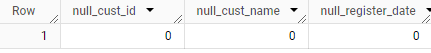 Row null_cust_id null_cust_name null_register_date
1 0 0 0